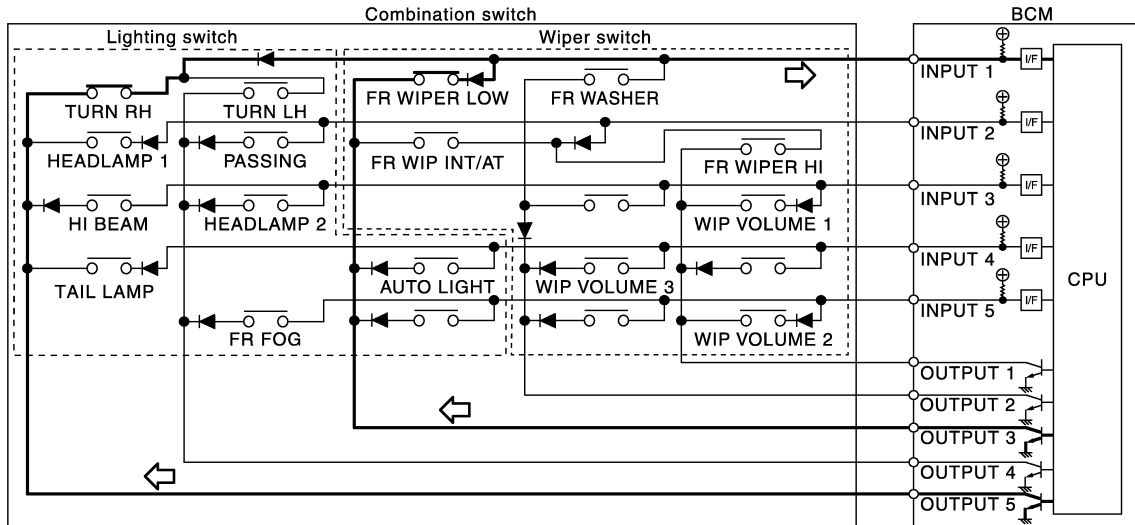 Combination switch
BCM
Lighting switch
Wiper switch
INPUT 1
I/F
TURN RH
TURN LH
FR WIPER LOW
FR WASHER
INPUT 2
I/F
HEADLAMP 1
PASSING
FR WIP INT/AT
FR WIPER HI
INPUT 3
I/F
HI BEAM
HEADLAMP 2
WIP VOLUME 1
INPUT 4
I/F
CPU
TAIL LAMP
AUTO LIGHT
WIP VOLUME 3
INPUT 5
I/F
FR FOG
WIP VOLUME 2
OUTPUT 1
OUTPUT 2
OUTPUT 3
OUTPUT 4
OUTPUT 5